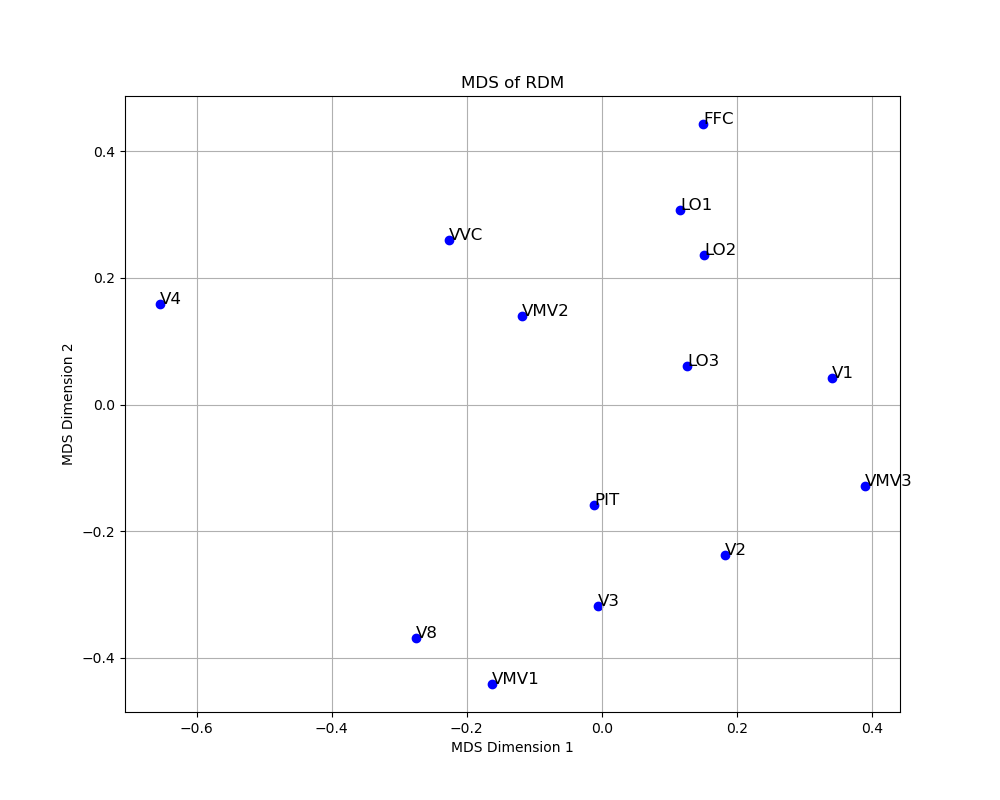 MDS of RDM
FFC
0.4
LO1
VVC
LO2
0.2
V4
VMV2
LO3
V1
0.0
MDS Dimension 2
VMV3
PIT
−0.2
V2
V3
V8
−0.4
VMV1
−0.6 −0.4 −0.2 0.0 0.2 0.4
MDS Dimension 1